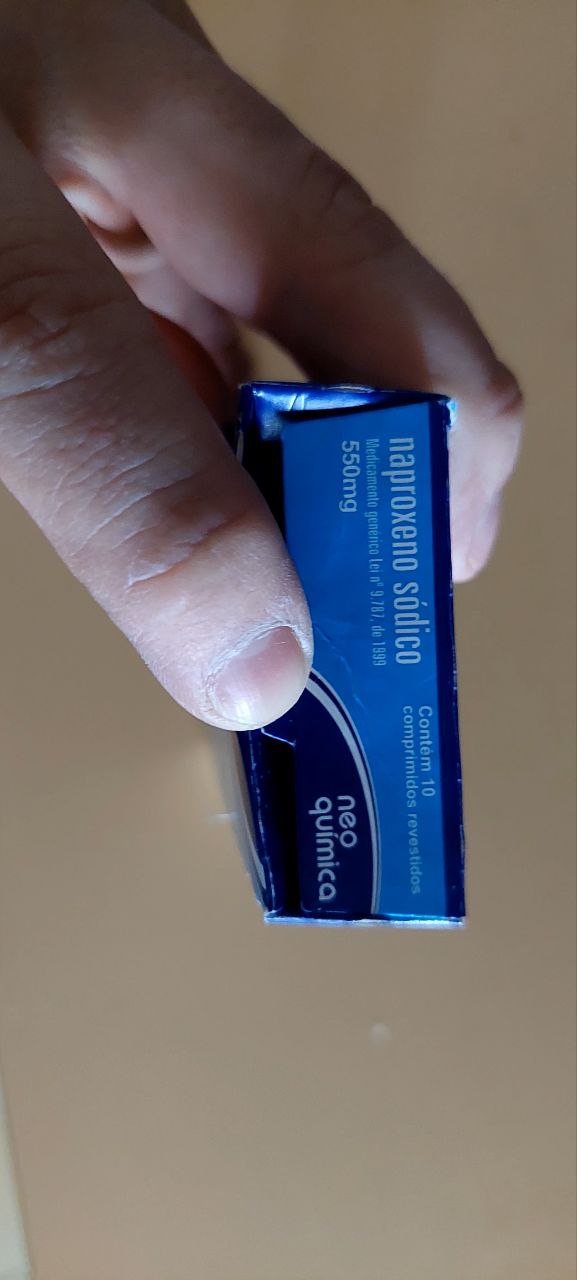 naproxeno sódico
Medicamento genérico Lei nº 9.787, de 1999
550mg
Contém 10
comprimidos revestidos
neo
química